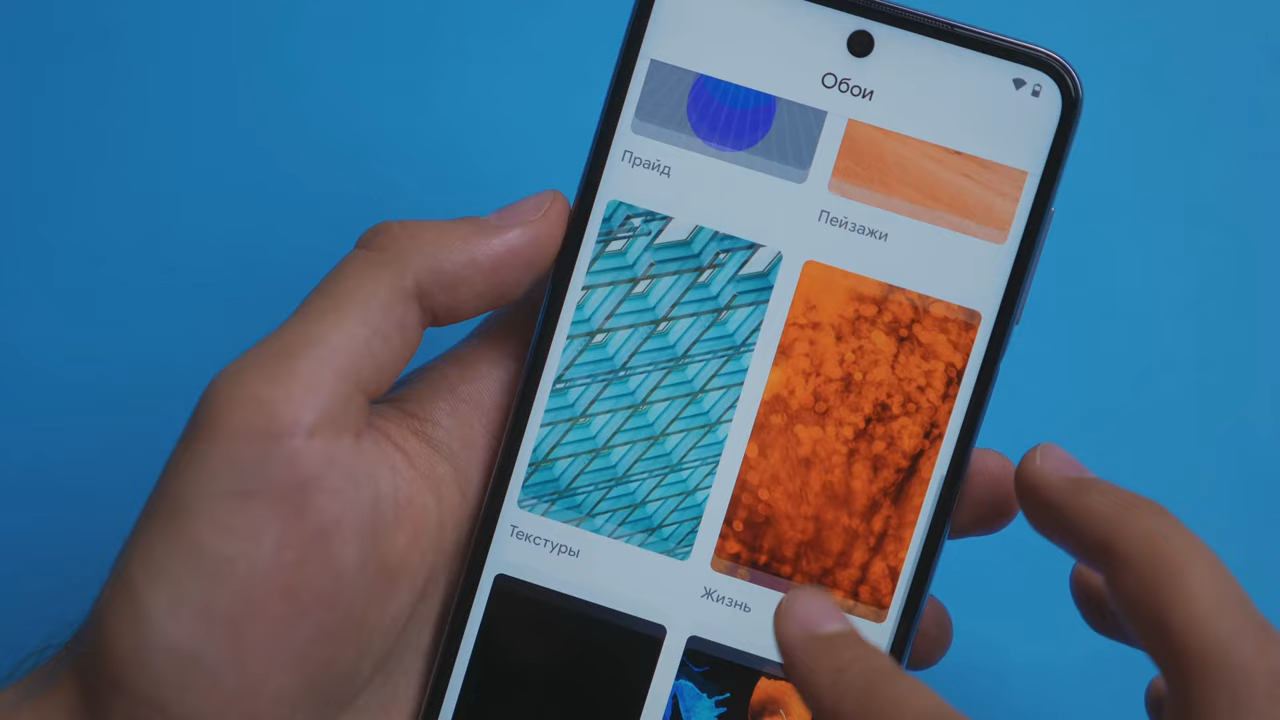 Обои
Прайд
Пейзажи
Текстуры
Жизнь